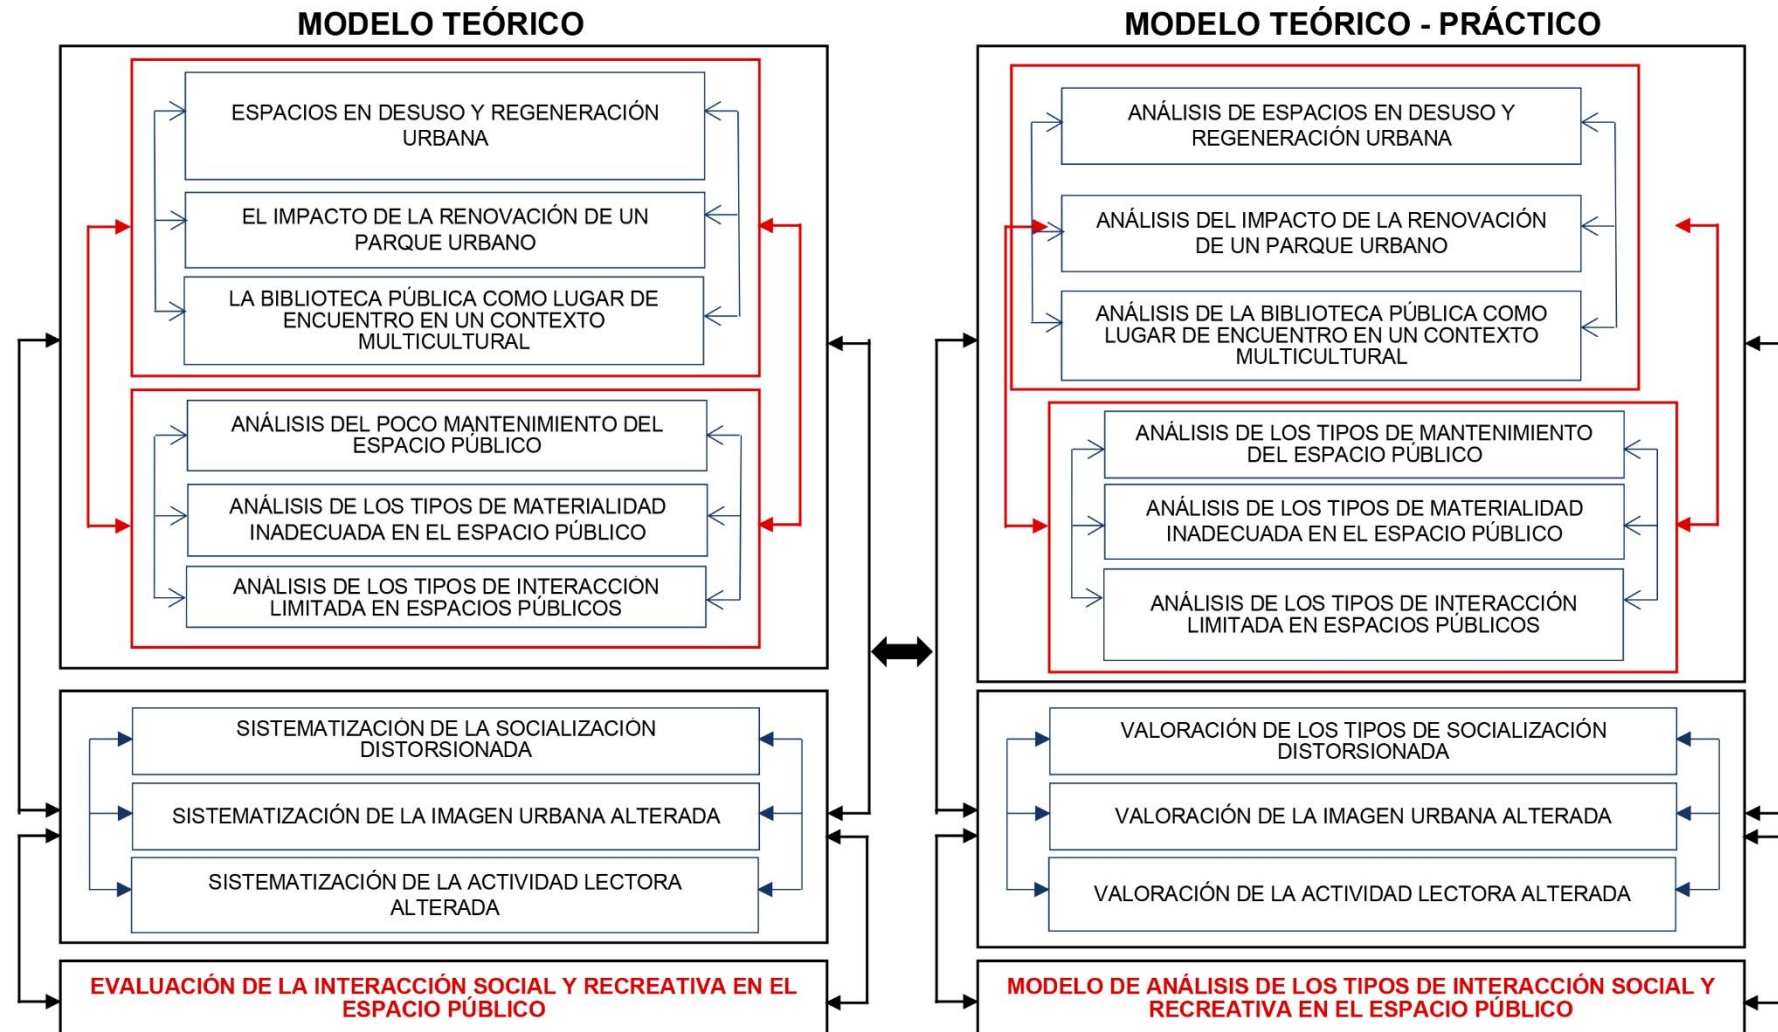 MODELO TEÓRICO
ESPACIOS EN DESUSO Y REGENERACIÓN
URBANA
EL IMPACTO DE LA RENOVACIÓN DE UN
PARQUE URBANO
LA BIBLIOTECA PÚBLICA COMO LUGAR DE
ENCUENTRO EN UN CONTEXTO
MULTICULTURAL
ANÁLISIS DEL POCO MANTENIMIENTO DEL
ESPACIO PÚBLICO
ANÁLISIS DE LOS TIPOS DE MATERIALIDAD
INADECUADA EN EL ESPACIO PÚBLICO
ANÁLISIS DE LOS TIPOS DE INTERACCIÓN
LIMITADA EN ESPACIOS PÚBLICOS
SISTEMATIZACIÓN DE LA SOCIALIZACIÓN
DISTORSIONADA
SISTEMATIZACIÓN DE LA IMAGEN URBANA ALTERADA
SISTEMATIZACIÓN DE LA ACTIVIDAD LECTORA
ALTERADA
EVALUACIÓN DE LA INTERACCIÓN SOCIAL Y RECREATIVA EN EL
ESPACIO PÚBLICO
MODELO TEÓRICO - PRÁCTICO
ANÁLISIS DE ESPACIOS EN DESUSO Y
REGENERACIÓN URBANA
ANÁLISIS DEL IMPACTO DE LA RENOVACIÓN
DE UN PARQUE URBANO
ANÁLISIS DE LA BIBLIOTECA PÚBLICA COMO
LUGAR DE ENCUENTRO EN UN CONTEXTO
MULTICULTURAL
ANÁLISIS DE LOS TIPOS DE MANTENIMIENTO
DEL ESPACIO PÚBLICO
ANÁLISIS DE LOS TIPOS DE MATERIALIDAD
INADECUADA EN EL ESPACIO PÚBLICO
ANÁLISIS DE LOS TIPOS DE INTERACCIÓN
LIMITADA EN ESPACIOS PÚBLICOS
VALORACIÓN DE LOS TIPOS DE SOCIALIZACIÓN
DISTORSIONADA
VALORACIÓN DE LA IMAGEN URBANA ALTERADA
VALORACIÓN DE LA ACTIVIDAD LECTORA ALTERADA
MODELO DE ANÁLISIS DE LOS TIPOS DE INTERACCIÓN SOCIAL Y
RECREATIVA EN EL ESPACIO PÚBLICO